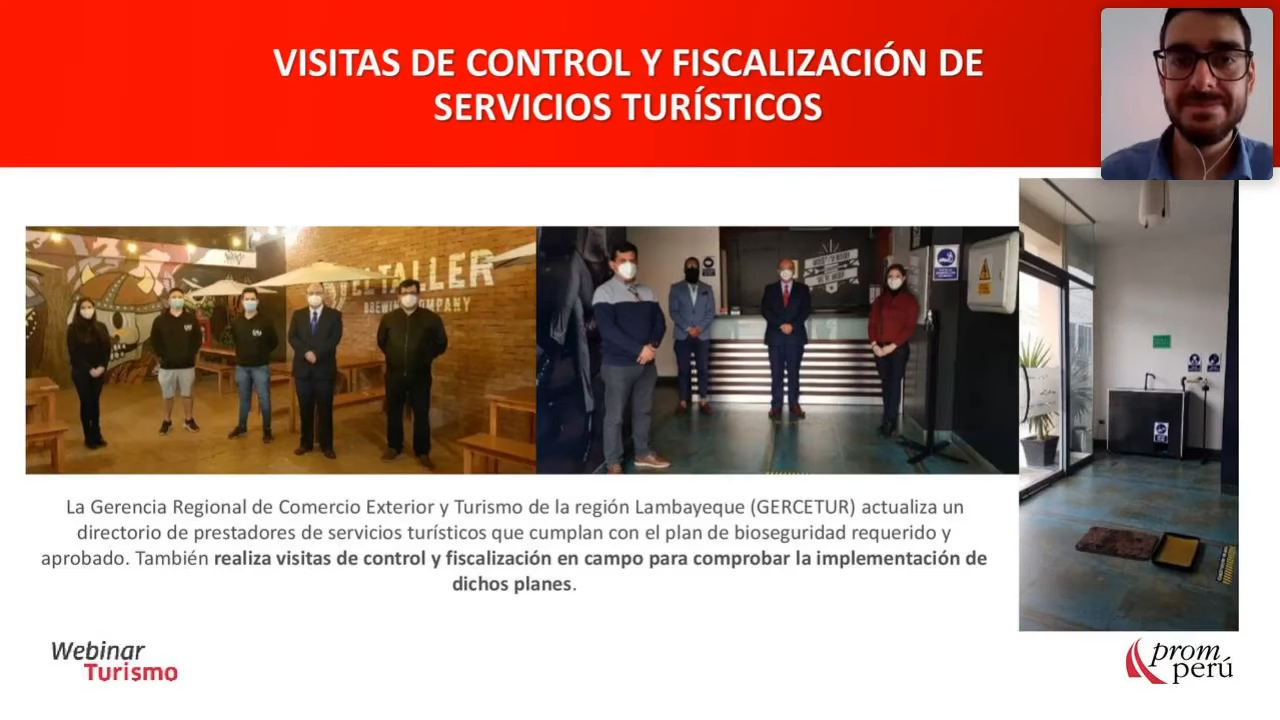 VISITAS DE CONTROL Y FISCALIZACIÓN DE
SERVICIOS TURÍSTICOS
EL TALLER
BREWING COMPANY
La Gerencia Regional de Comercio Exterior y Turismo de la región Lambayeque (GERCETUR) actualiza un
directorio de prestadores de servicios turísticos que cumplan con el plan de bioseguridad requerido y
aprobado. También realiza visitas de control y fiscalización en campo para comprobar la implementación de
dichos planes.
Webinar
Turismo
prom
perú